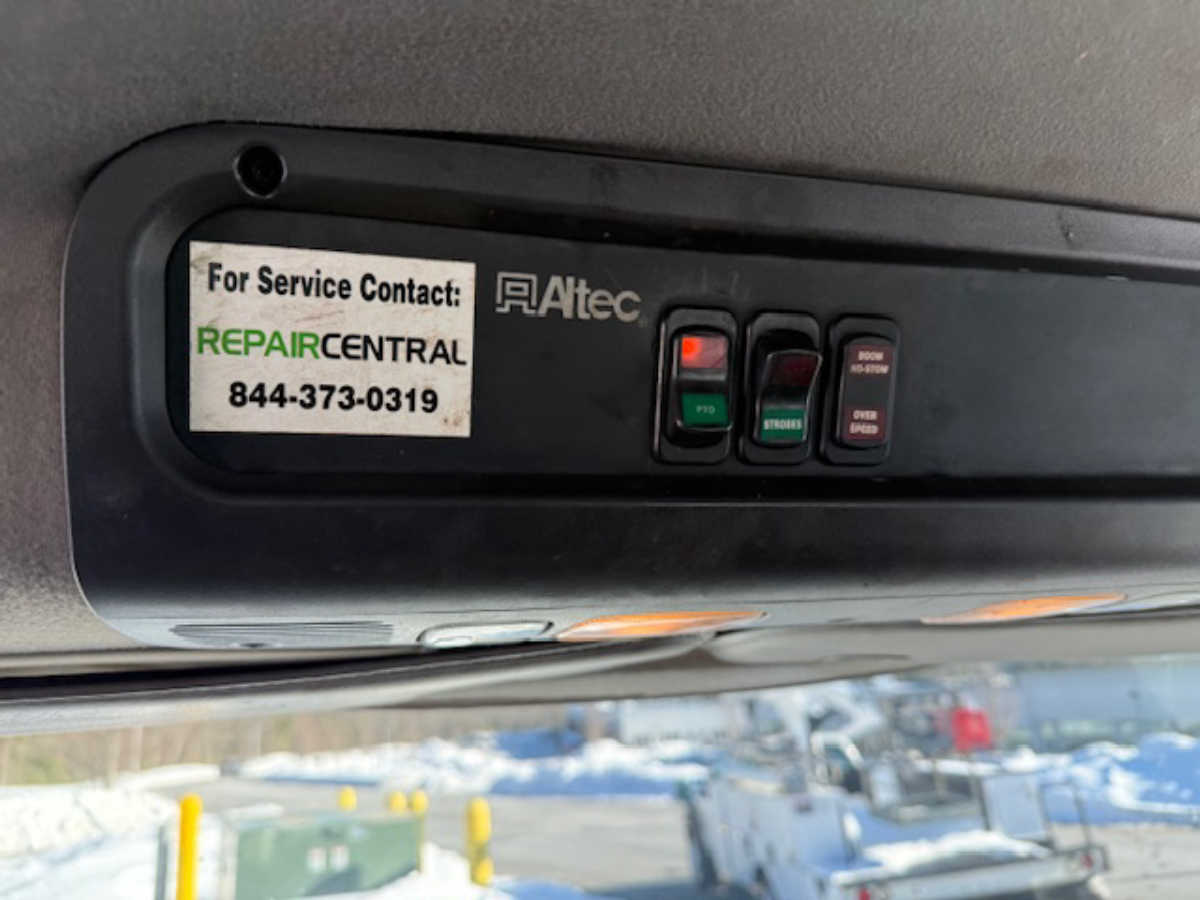 For Service Contact:
REPAIRCENTRAL
844-373-0319
Altec
PTO
STROBES
BOOM
NO-STOW
OVER
SPEED